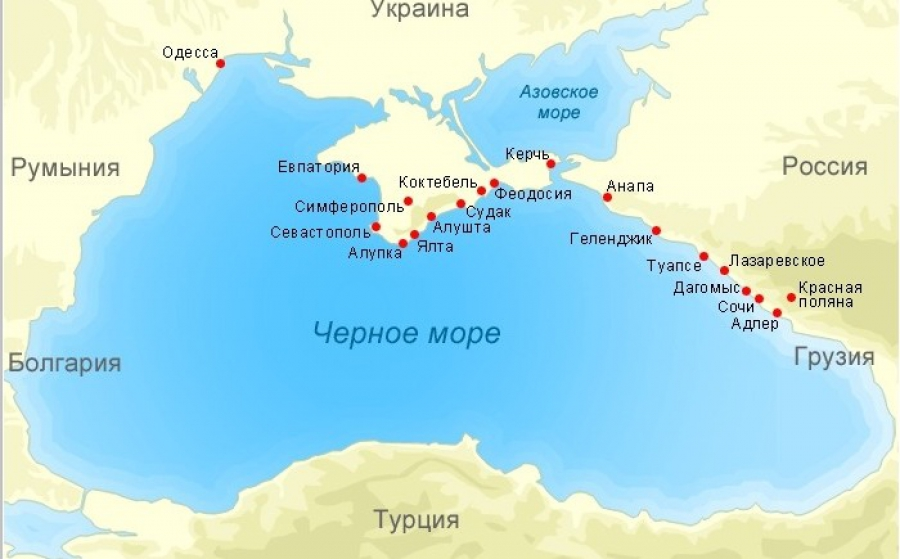 Украина
Одесса
Азовское
море
Керчь
Румыния
Евпатория
Россия
Коктебель
Анапа
Феодосия
Симферополь
Судак
Алушта
Севастополь
Геленджик
Ялта
Алупка
Лазаревское
Туапсе
Дагомыс
Красная
поляна
Сочи
Адлер
Черное море
Грузия
Болгария
Турция